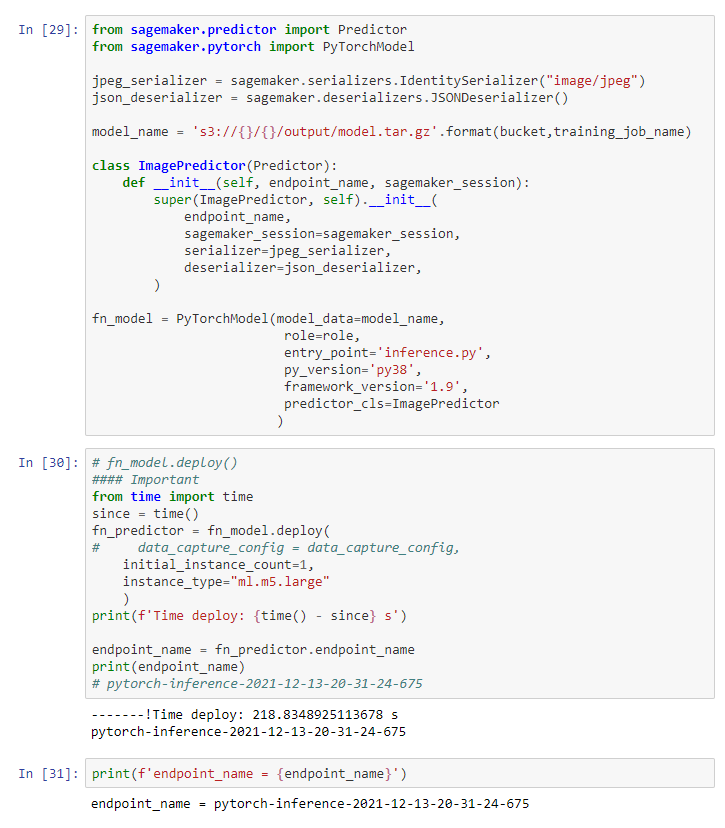 In [29]: from sagemaker.predictor import Predictor
from sagemaker.pytorch import PyTorchModel

jpeg_serializer = sagemaker.serializers.IdentitySerializer("image/jpeg")
json_deserializer = sagemaker.deserializers.JSONDeserializer()

model_name = 's3://{}/{}/output/model.tar.gz'.format(bucket,training_job_name)

class ImagePredictor(Predictor):
    def __init__(self, endpoint_name, sagemaker_session):
        super(ImagePredictor, self).__init__(
            endpoint_name,
            sagemaker_session=sagemaker_session,
            serializer=jpeg_serializer,
            deserializer=json_deserializer,
        )

fn_model = PyTorchModel(model_data=model_name,
                         role=role,
                         entry_point='inference.py',
                         py_version='py38',
                         framework_version='1.9',
                         predictor_cls=ImagePredictor
                        )
In [30]: # fn_model.deploy()
#### Important
from time import time
since = time()
fn_predictor = fn_model.deploy(
#     data_capture_config = data_capture_config,
    initial_instance_count=1,
    instance_type="ml.m5.large"
    )
print(f'Time deploy: {time() - since} s')

endpoint_name = fn_predictor.endpoint_name
print(endpoint_name)
# pytorch-inference-2021-12-13-20-31-24-675
-------!Time deploy: 218.8348925113678 s
pytorch-inference-2021-12-13-20-31-24-675
In [31]: print(f'endpoint_name = {endpoint_name}')
endpoint_name = pytorch-inference-2021-12-13-20-31-24-675